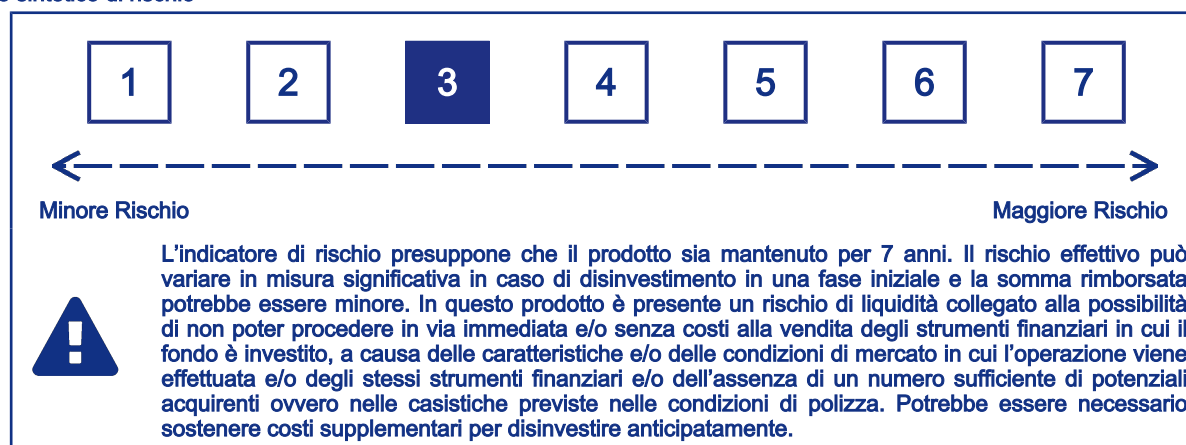 sintetico di rischio
1 2 3 4 5 6 7
Minore Rischio Maggiore Rischio
L'indicatore di rischio presuppone che il prodotto sia mantenuto per 7 anni. Il rischio effettivo può
variare in misura significativa in caso di disinvestimento in una fase iniziale e la somma rimborsata
potrebbe essere minore. In questo prodotto è presente un rischio di liquidità collegato alla possibilità
di non poter procedere in via immediata e/o senza costi alla vendita degli strumenti finanziari in cui il
fondo è investito, a causa delle caratteristiche e/o delle condizioni di mercato in cui l'operazione viene
effettuata e/o degli stessi strumenti finanziari e/o dell'assenza di un numero sufficiente di potenziali
acquirenti ovvero nelle casistiche previste nelle condizioni di polizza. Potrebbe essere necessario
sostenere costi supplementari per disinvestire anticipatamente.